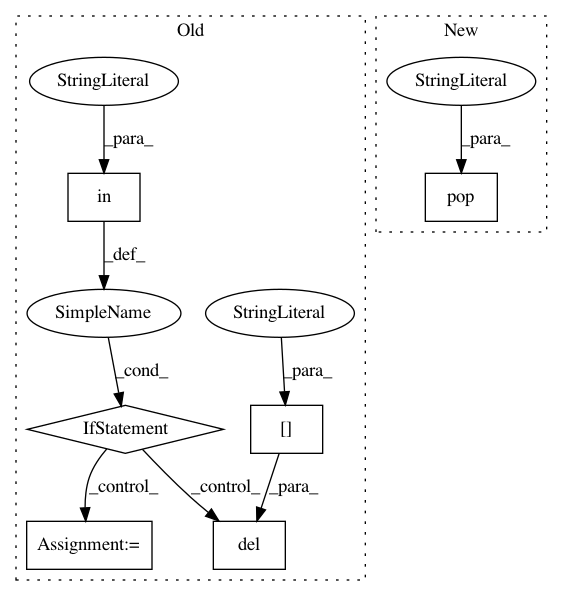 Old
New
StringLiteral
StringLiteral
_para_
_para_
in
pop
_def_
SimpleName
StringLiteral
_cond_
_para_
IfStatement
[]
_control_
_control_
_para_
Assignment:=
del